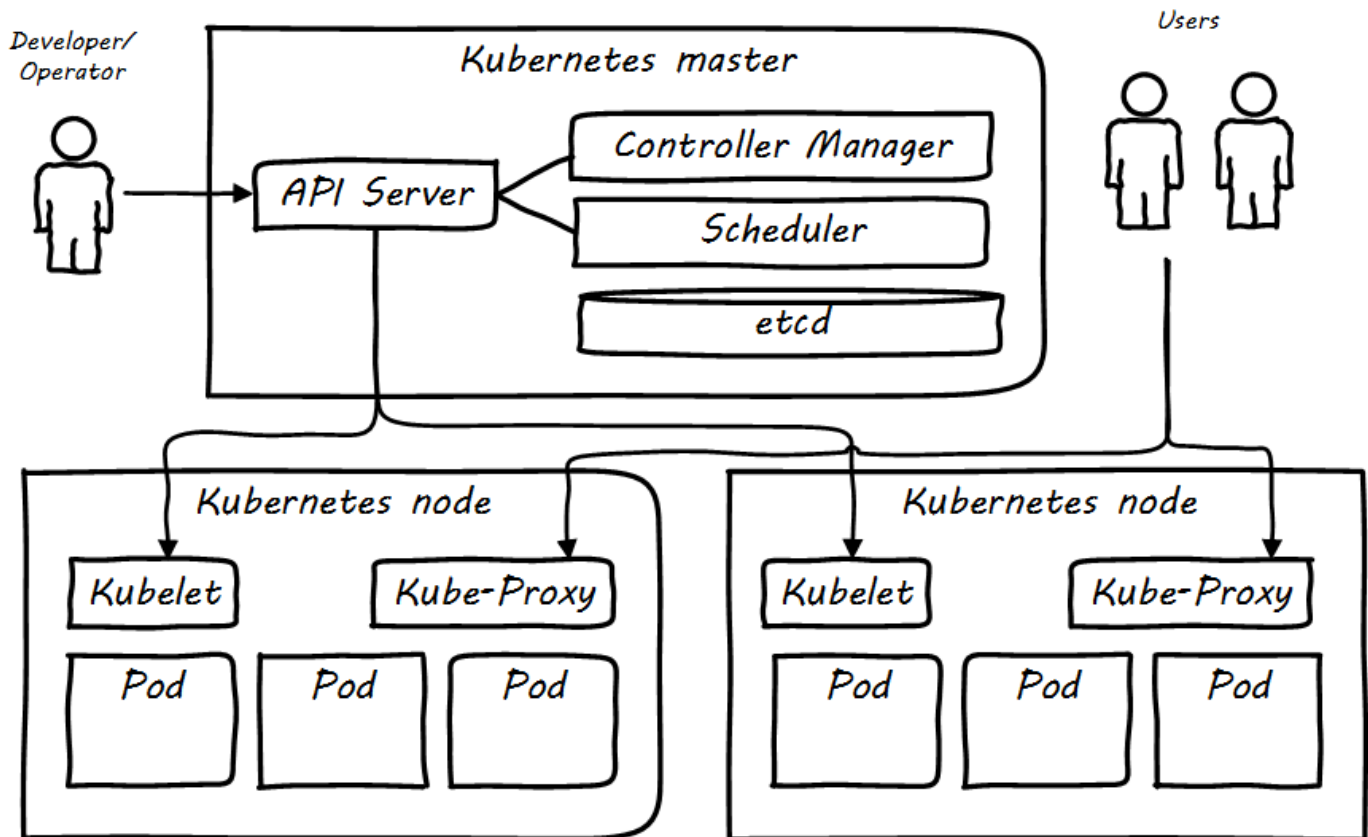 Developer/
Operator
Users
Kubernetes master
API Server
Controller Manager
Scheduler
etcd
Kubernetes node
Kubelet
Kube-Proxy
Pod
Pod
Pod
Kubernetes node
Kubelet
Kube-Proxy
Pod
Pod
Pod